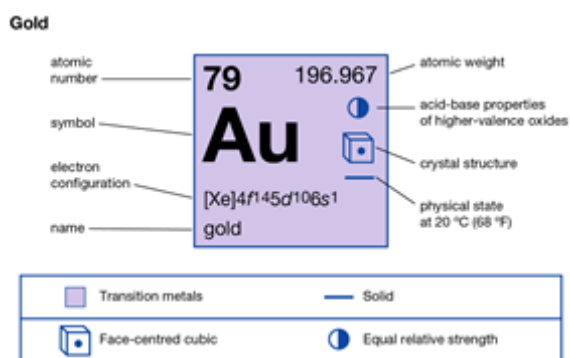 Gold
atomic
number
symbol
electron
configuration
name
79
196.967
Au
[Xe]4f145d106s1
gold
atomic weight
acid-base properties
of higher-valence oxides
crystal structure
physical state
at 20 ºC (68 ºF)
Transition metals
Solid
Face-centred cubic
Equal relative strength